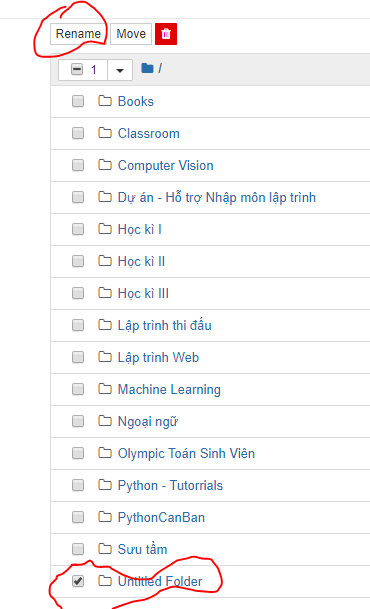 Rename Move
1 /
Books
Classroom
Computer Vision
Dự án - Hỗ trợ Nhập môn lập trình
Học kì I
Học kì II
Học kì III
Lập trình thi đấu
Lập trình Web
Machine Learning
Ngoại ngữ
Olympic Toán Sinh Viên
Python - Tutorrials
PythonCanBan
Sưu tầm
Untitled Folder